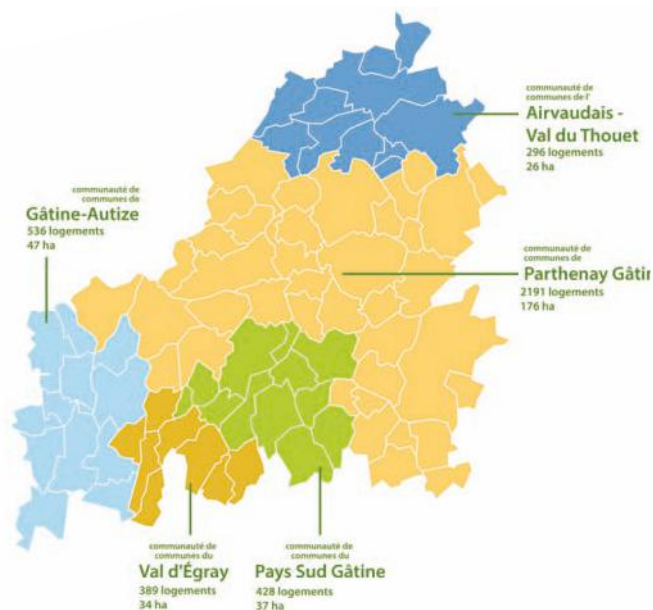 communauté de
communes de l'
Airvaudais -
Val du Thouet
296 logements
26 ha
communauté de
communes de
Gâtine-Autize
536 logements
47 ha
communauté de
communes de
Parthenay Gâtin
2191 logements
176 ha
communauté de
communes du
Val d'Égray
389 logements
34 ha
communauté de
communes du
Pays Sud Gâtine
428 logements
37 ha